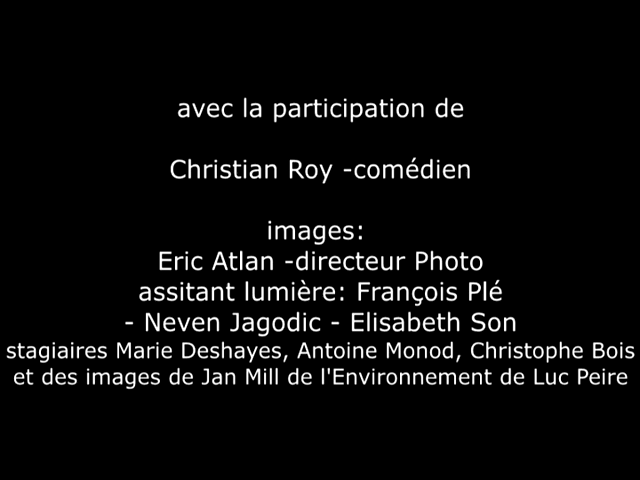 avec la participation de
Christian Roy -comédien
images:
Eric Atlan -directeur Photo
assitant lumière: François Plé
- Neven Jagodic - Elisabeth Son
stagiaires Marie Deshayes, Antoine Monod, Christophe Bois
et des images de Jan Mill de l'Environnement de Luc Peire